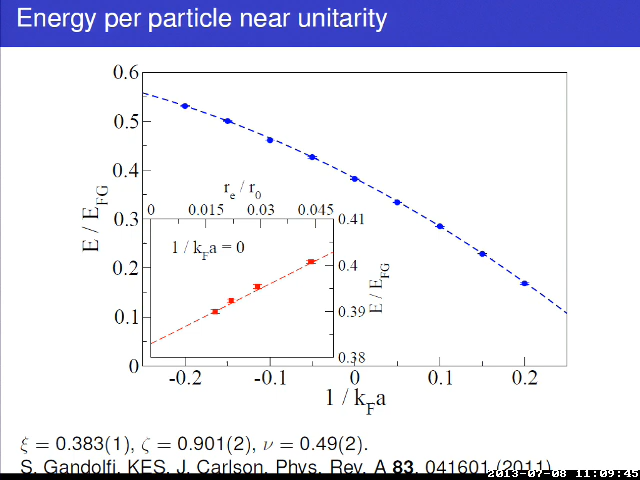 Energy per particle near unitarity
0.6
0.5
0.4
0.3
0.2
0.1
0
E / E_FG
r_e / r_0
0 0.018 0.03 0.045
1 / k_F a = 0
0.41
0.4
0.39
0.38
E / E_FG
-0.2 -0.1 0 0.1 0.2
1 / k_F a
ξ = 0.383(1), ζ = 0.901(2), ν = 0.49(2).
S. Gandolfi, KES, J. Carlson, Phys. Rev. A 83, 041601 (2011)
2013-07-08 11:09:45